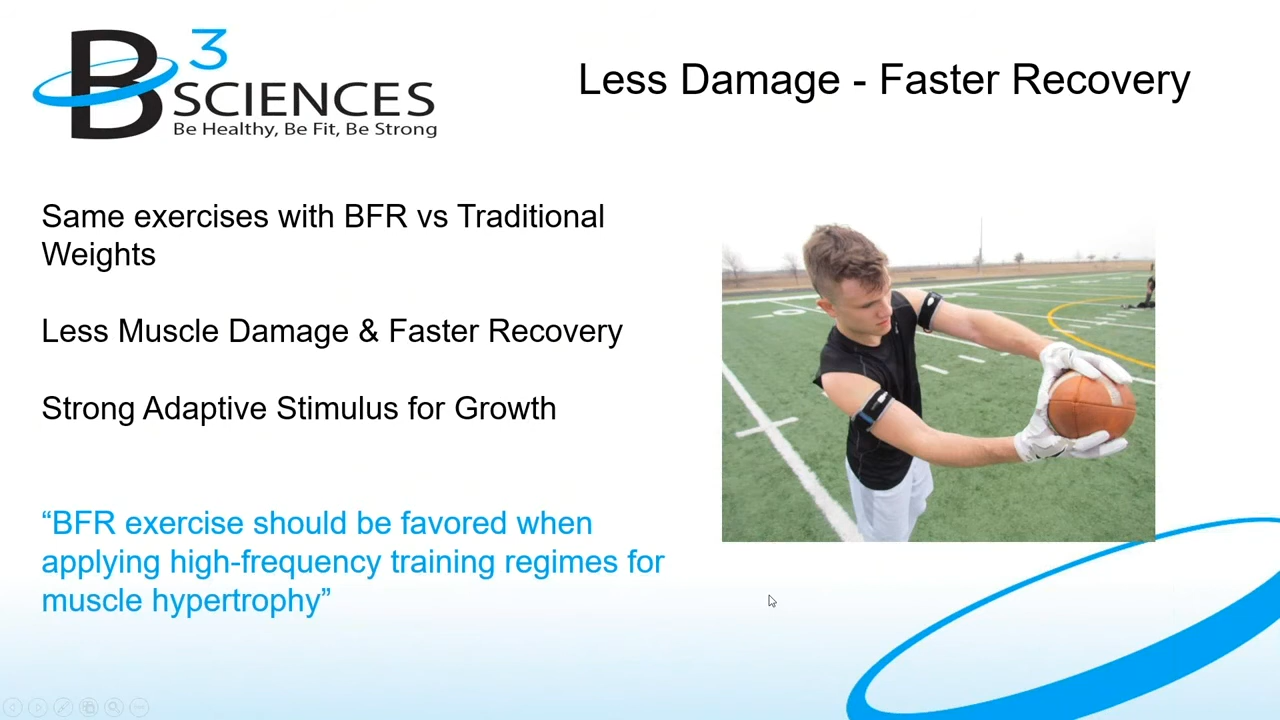 B3 SCIENCES
Be Healthy, Be Fit, Be Strong
Less Damage - Faster Recovery
Same exercises with BFR vs Traditional
Weights
Less Muscle Damage & Faster Recovery
Strong Adaptive Stimulus for Growth
“BFR exercise should be favored when
applying high-frequency training regimes for
muscle hypertrophy”